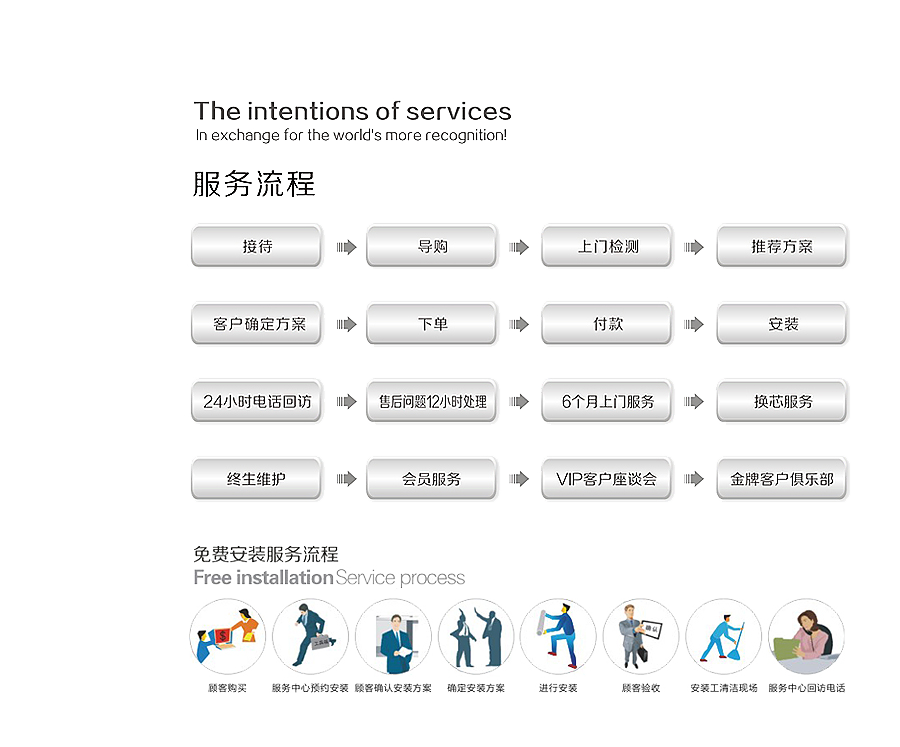 The intentions of services
In exchange for the world's more recognition!
服务流程
接待 导购 上门检测 推荐方案
客户确定方案 下单 付款 安装
24小时电话回访 售后问题12小时处理 6个月上门服务 换芯服务
终生维护 会员服务 VIP客户座谈会 金牌客户俱乐部
免费安装服务流程
Free installation Service process
$ 确认
顾客购买 服务中心预约安装 顾客确认安装方案 确定安装方案 进行安装 顾客验收 安装工清洁现场 服务中心回访电话